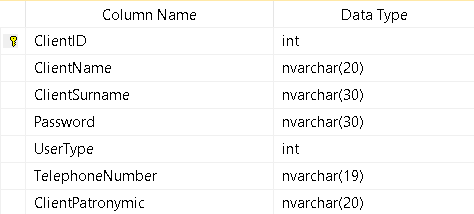 Column Name Data Type
ClientID int
ClientName nvarchar(20)
ClientSurname nvarchar(30)
Password nvarchar(30)
UserType int
TelephoneNumber nvarchar(19)
ClientPatronymic nvarchar(20)